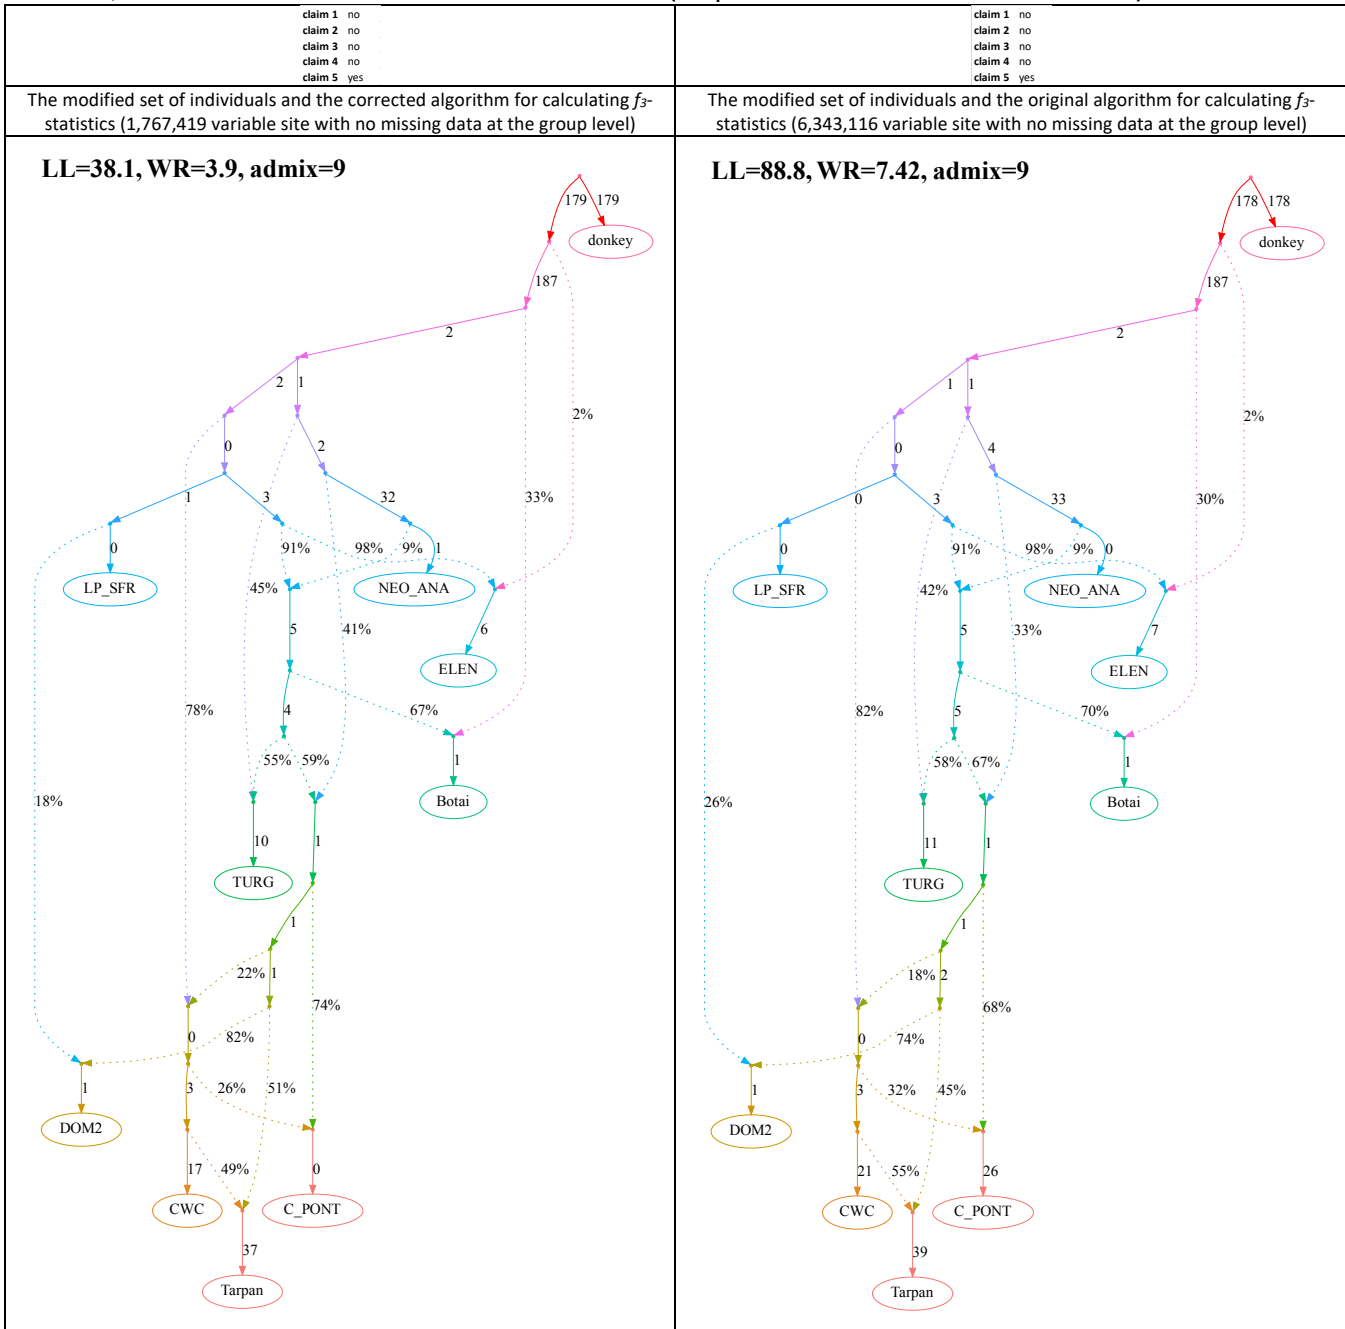 claim 1 no
claim 2 no
claim 3 no
claim 4 no
claim 5 yes
The modified set of individuals and the corrected algorithm for calculating f3-
statistics (1,767,419 variable site with no missing data at the group level)
LL=38.1, WR=3.9, admix=9
179 179
donkey
187
2
2 1
2%
0 2
1 3 32 33%
0 91% 98% 9% 1
LP_SFR 45% NEO_ANA
5 41% 6
ELEN
78% 4 67%
55% 59% 1
18% Botai
10 1
TURG
1
22% 1
74%
0 82%
1 3 26% 51%
DOM2
17 49% 0
CWC C_PONT
37
Tarpan
claim 1 no
claim 2 no
claim 3 no
claim 4 no
claim 5 yes
The modified set of individuals and the original algorithm for calculating f3-
statistics (6,343,116 variable site with no missing data at the group level)
LL=88.8, WR=7.42, admix=9
178 178
donkey
187
2
1 1
2%
0 4
0 3 33 30%
0 91% 98% 9% 0
LP_SFR 42% NEO_ANA
5 33% 7
ELEN
82% 5 70%
58% 67% 1
26% Botai
11 1
TURG
1
18% 2
68%
0 74%
1 3 32% 45%
DOM2
21 55% 26
CWC C_PONT
39
Tarpan